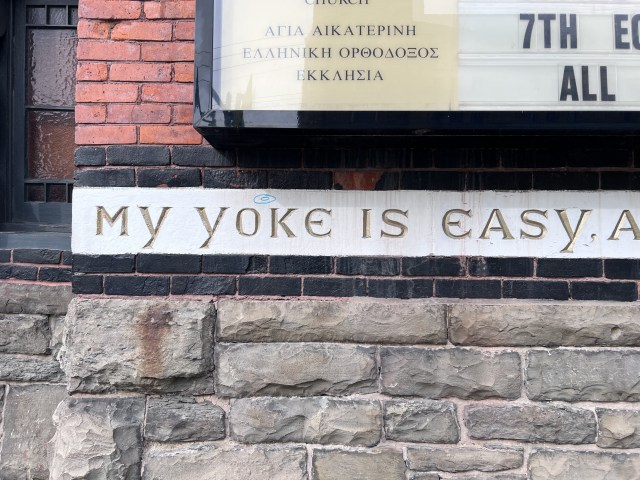 CHURCH
ΑΓΙΑ ΑΙΚΑΤΕΡΙΝΗ
ΕΛΛΗΝΙΚΗ ΟΡΘΟΔΟΞΟΣ
ΕΚΚΛΗΣΙΑ
7TH
ALL
MY YOKE IS EASY, A